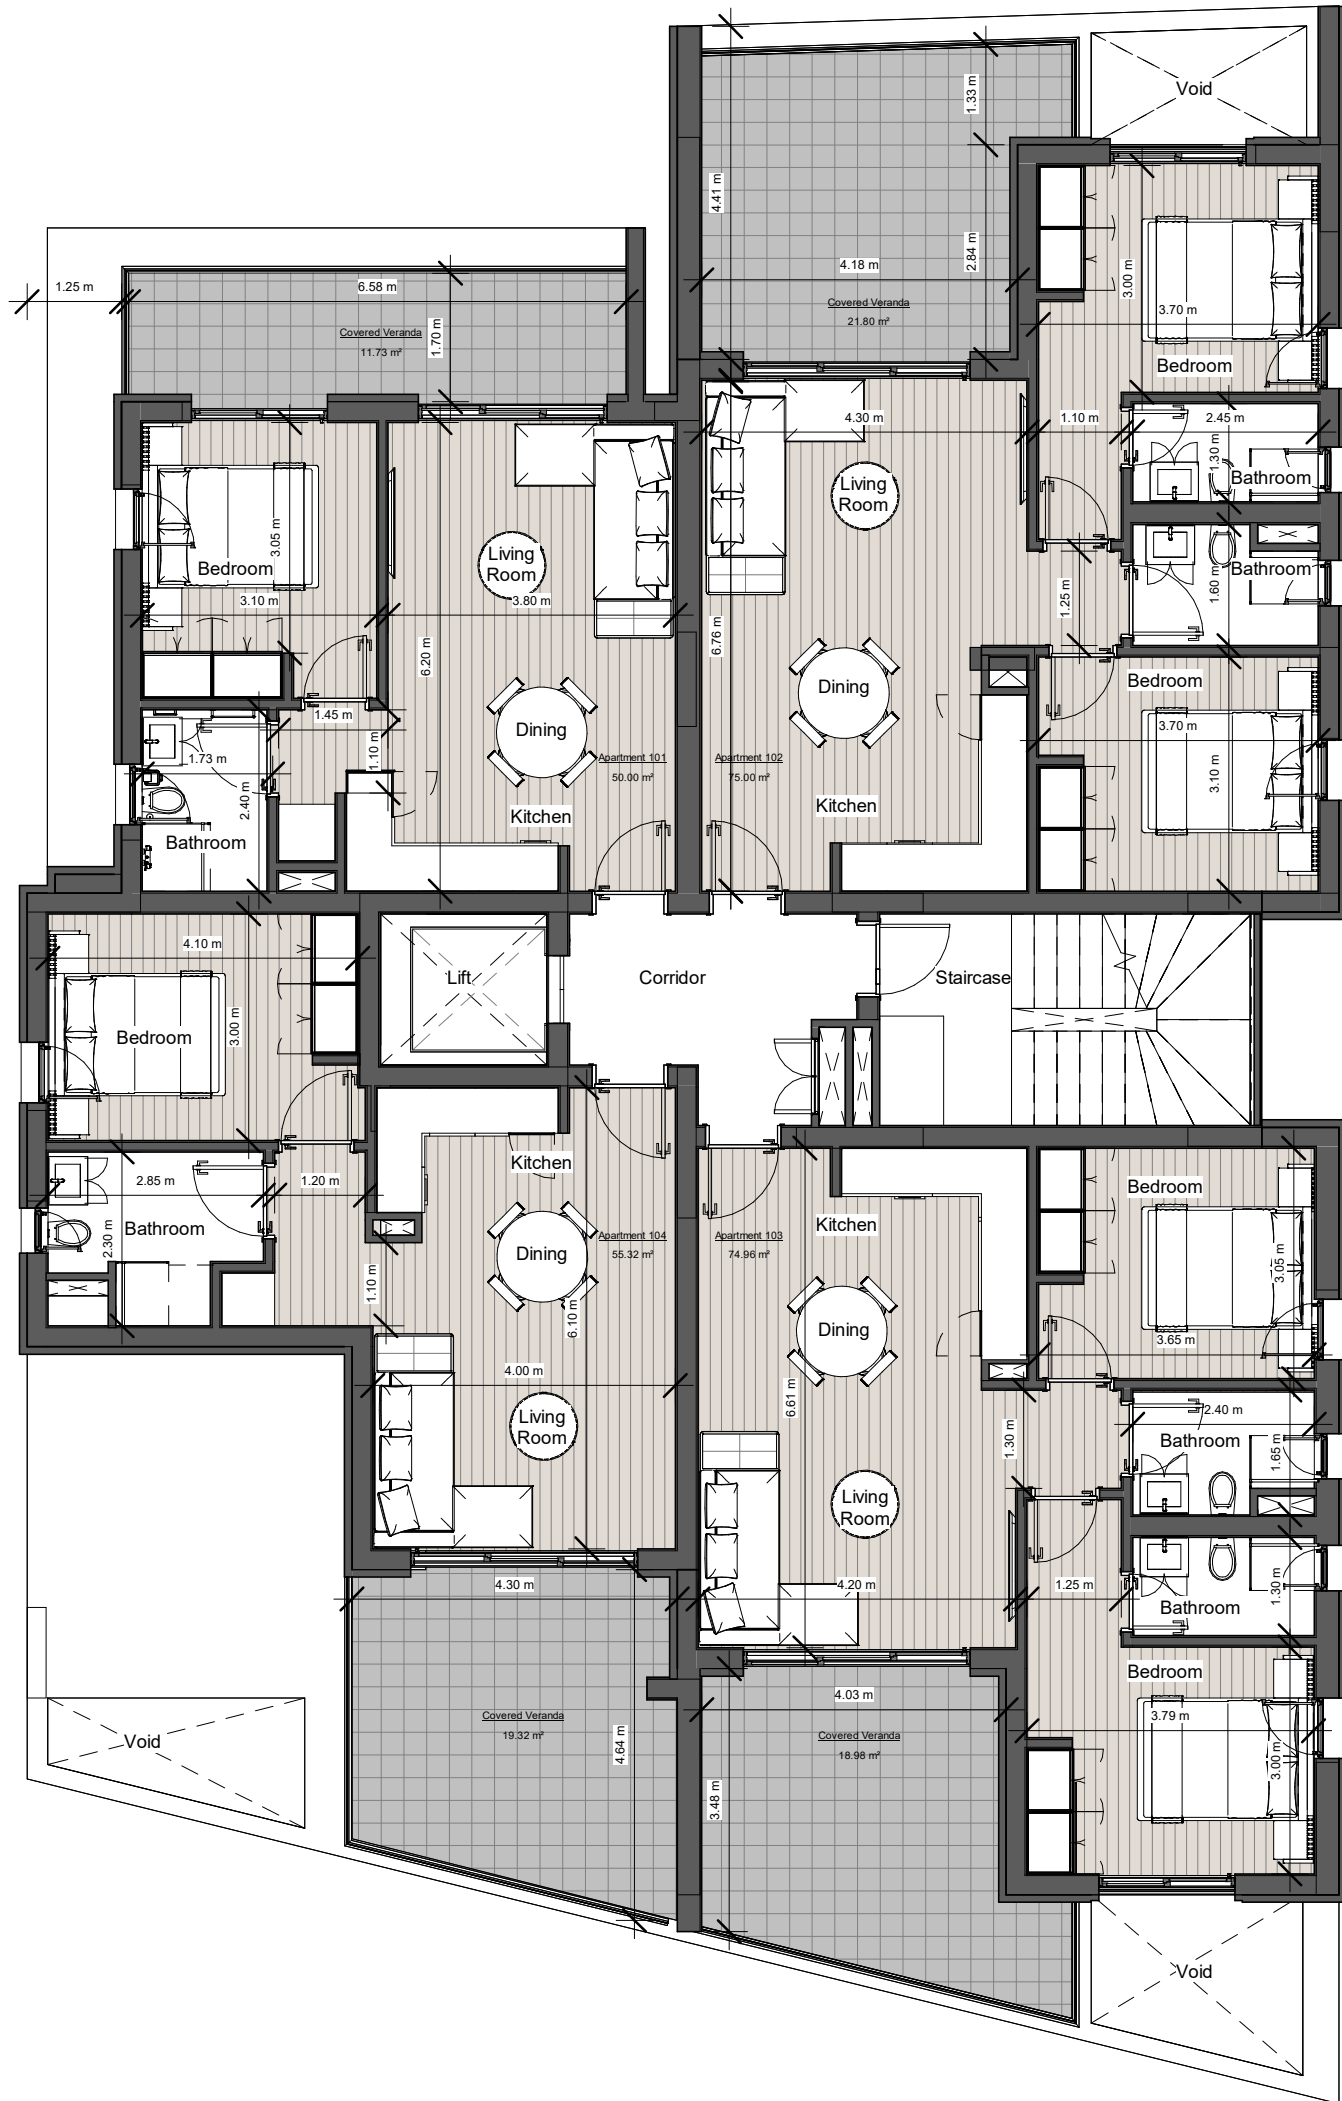 Void
1.33 m
4.41 m
4.18 m
2.84 m
Covered Veranda
21.80 m²
3.00 m
3.70 m
Bedroom
1.25 m
6.58 m
Covered Veranda
11.73 m²
1.70 m
4.30 m
1.10 m
2.45 m
1.30 m
Bathroom
Living
Room
3.05 m
Bedroom
3.10 m
Living
Room
3.80 m
6.20 m
6.76 m
1.25 m
1.60 m
Bathroom
Bedroom
3.70 m
3.10 m
Dining
Dining
1.45 m
1.10 m
1.73 m
2.40 m
Bathroom
Apartment 101
50.00 m²
Apartment 102
75.00 m²
Kitchen
Kitchen
4.10 m
3.00 m
Bedroom
Lift
Corridor
Staircase
Kitchen
2.85 m
1.20 m
Bathroom
2.30 m
1.10 m
Dining
6.10 m
Apartment 104
55.32 m²
Apartment 103
74.96 m²
Kitchen
Bedroom
3.05 m
3.65 m
Dining
4.00 m
6.61 m
Living
Room
1.30 m
2.40 m
Bathroom
1.65 m
Living
Room
4.30 m
4.20 m
1.25 m
1.30 m
Bathroom
Bedroom
3.79 m
3.00 m
4.03 m
Covered Veranda
19.32 m²
4.64 m
Covered Veranda
18.98 m²
3.48 m
Void
Void